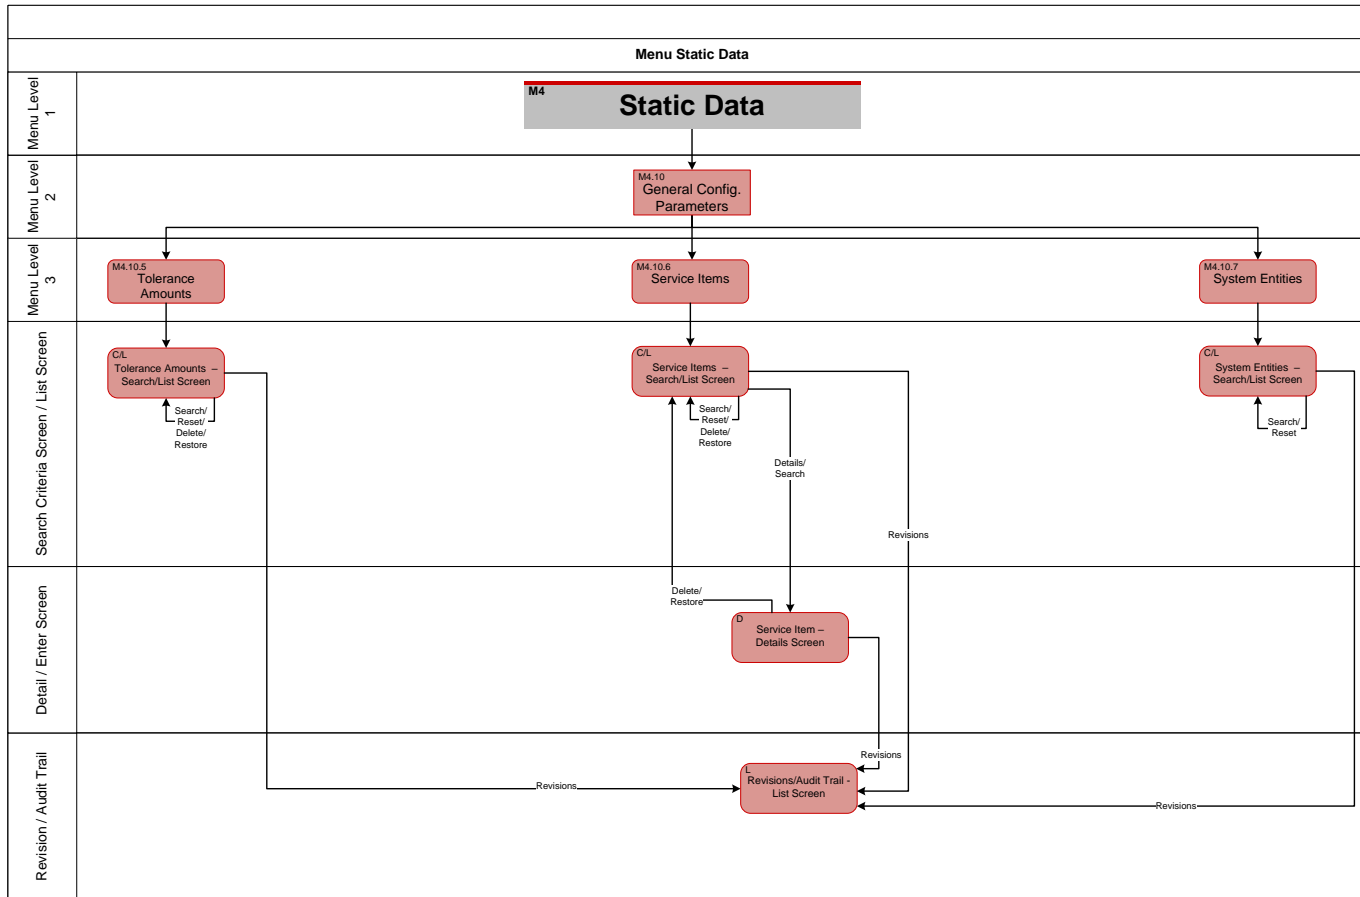 Menu Static Data
Menu Level
1
M4
Static Data
Menu Level
2
M4.10
General Config.
Parameters
Menu Level
3
M4.10.5
Tolerance
Amounts
M4.10.6
Service Items
M4.10.7
System Entities
Search Criteria Screen / List Screen
C/L
Tolerance Amounts –
Search/List Screen
Search/
Reset/
Delete/
Restore
C/L
Service Items –
Search/List Screen
Search/
Reset/
Delete/
Restore
Details/
Search
Revisions
C/L
System Entities –
Search/List Screen
Search/
Reset
Detail / Enter Screen
Delete/
Restore
D
Service Item –
Details Screen
Revision / Audit Trail
Revisions
Revisions
L
Revisions/Audit Trail -
List Screen
Revisions